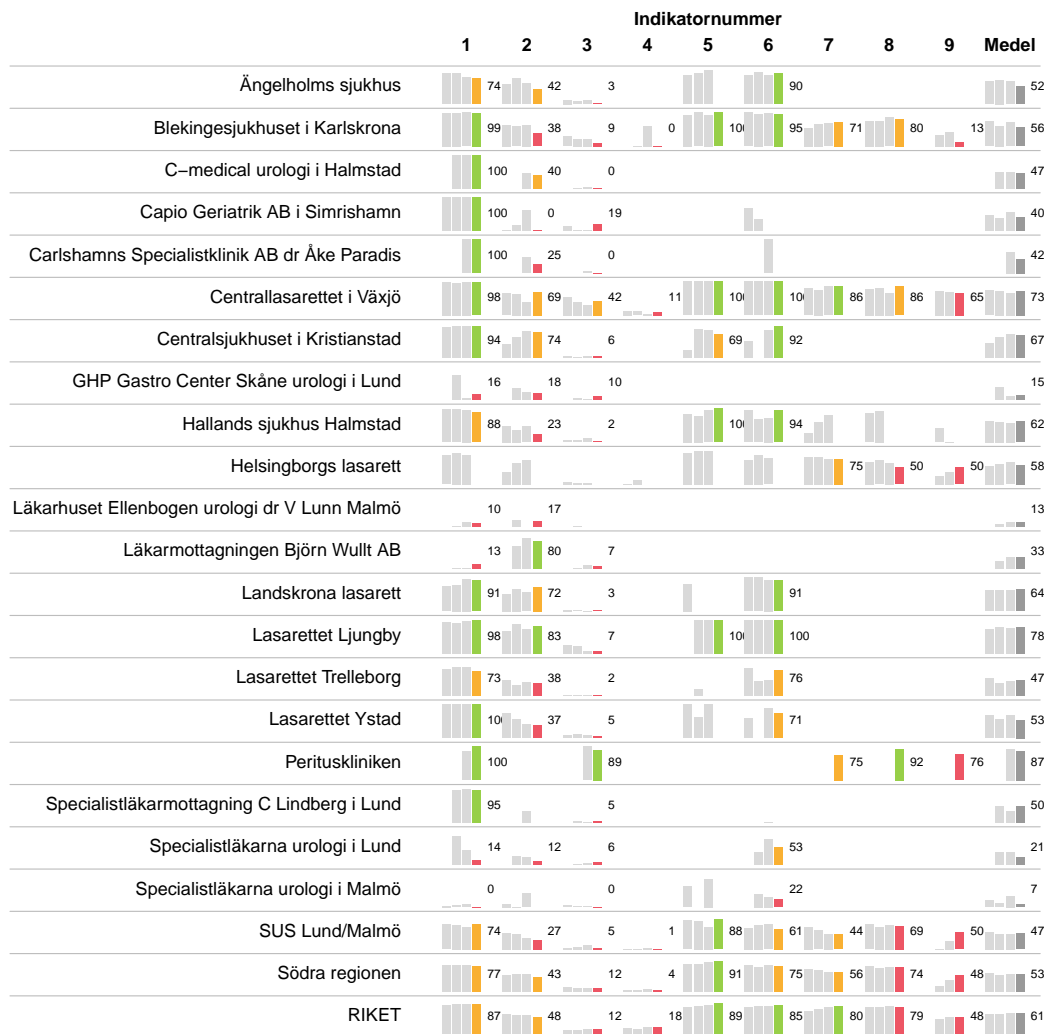 Indikatornummer
1 2 3 4 5 6 7 8 9 Medel
Ängelholms sjukhus 74 42 3 90 52
Blekingesjukhuset i Karlskrona 99 38 9 0 100 95 71 80 13 56
C−medical urologi i Halmstad 100 40 0 47
Capio Geriatrik AB i Simrishamn 100 0 19 40
Carlshamns Specialistklinik AB dr Åke Paradis 100 25 0 42
Centrallasarettet i Växjö 98 69 42 11 100 100 86 86 65 73
Centralsjukhuset i Kristianstad 94 74 6 69 92 67
GHP Gastro Center Skåne urologi i Lund 16 18 10 15
Hallands sjukhus Halmstad 88 23 2 100 94 62
Helsingborgs lasarett 75 50 50 58
Läkarhuset Ellenbogen urologi dr V Lunn Malmö 10 17 13
Läkarmottagningen Björn Wullt AB 13 80 7 33
Landskrona lasarett 91 72 3 91 64
Lasarettet Ljungby 98 83 7 100 100 78
Lasarettet Trelleborg 73 38 2 76 47
Lasarettet Ystad 100 37 5 71 53
Perituskliniken 100 89 75 92 76 87
Specialistläkarmottagning C Lindberg i Lund 95 5 50
Specialistläkarna urologi i Lund 14 12 6 53 21
Specialistläkarna urologi i Malmö 0 0 22 7
SUS Lund/Malmö 74 27 5 1 88 61 44 69 50 47
Södra regionen 77 43 12 4 91 75 56 74 48 53
RIKET 87 48 12 18 89 85 80 79 48 61